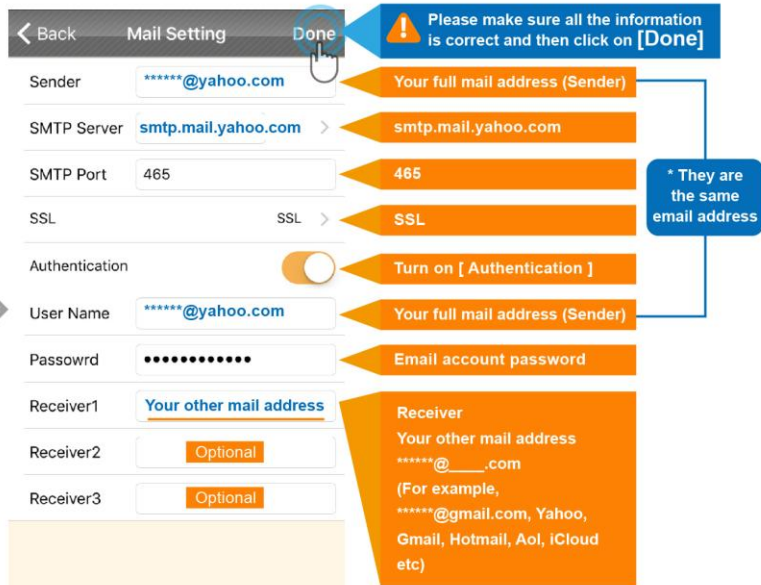 Back Mail Setting Done
Please make sure all the information
is correct and then click on [Done]
Sender ******@yahoo.com
Your full mail address (Sender)
SMTP Server smtp.mail.yahoo.com
smtp.mail.yahoo.com
SMTP Port 465
465
SSL SSL
SSL
* They are
the same
email address
Authentication
Turn on [ Authentication ]
User Name ******@yahoo.com
Your full mail address (Sender)
Passowrd ••••••••••••
Email account password
Receiver1 Your other mail address
Receiver2 Optional
Receiver3 Optional
Receiver
Your other mail address
******@____.com
(For example,
******@gmail.com, Yahoo,
Gmail, Hotmail, Aol, iCloud
etc)